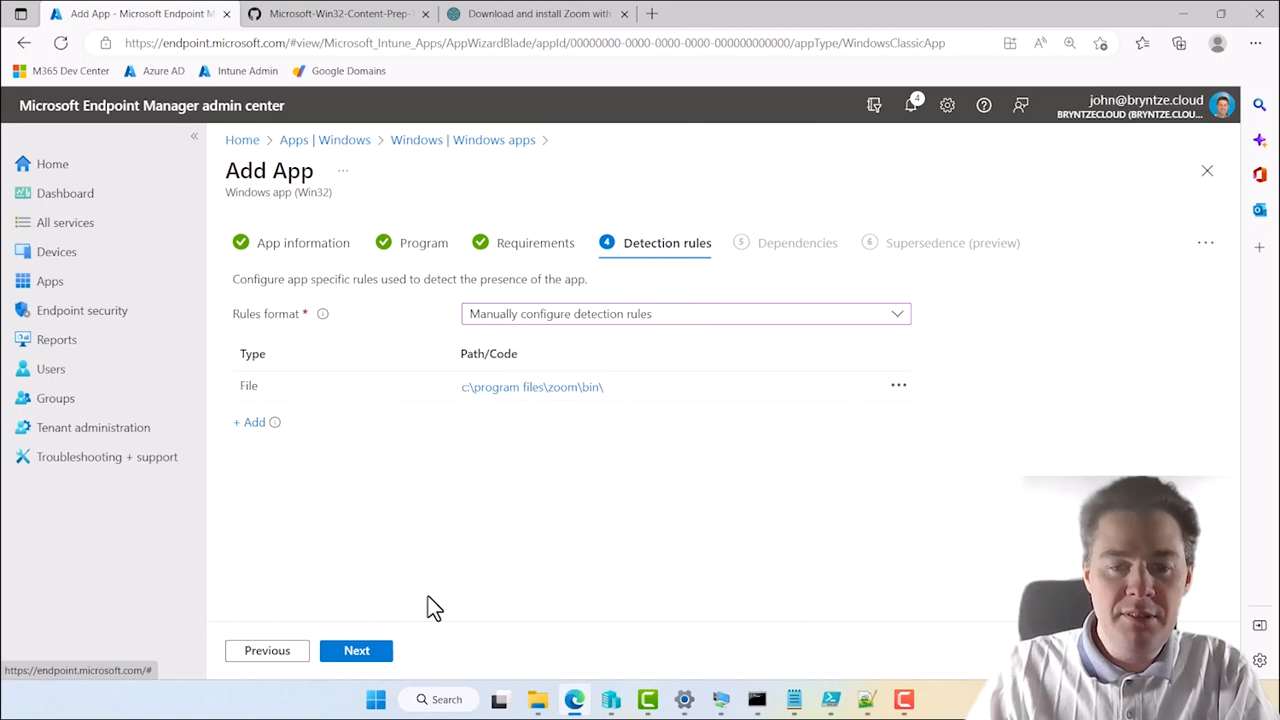 Add App - Microsoft Endpoint M
Microsoft-Win32-Content-Prep-
Download and install Zoom with
https://endpoint.microsoft.com/#view/Microsoft_Intune_Apps/AppWizardBlade/appId/00000000-0000-0000-0000-000000000000/appType/WindowsClassicApp
M365 Dev Center
Azure AD
Intune Admin
Google Domains
Microsoft Endpoint Manager admin center
4
john@bryntze.cloud
BRYNTZECLOUD (BRYNTZE.CLOU...
Home > Apps | Windows > Windows | Windows apps >
Add App ...
Windows app (Win32)
Home
Dashboard
All services
Devices
Apps
Endpoint security
Reports
Users
Groups
Tenant administration
Troubleshooting + support
App information
Program
Requirements
4 Detection rules
5 Dependencies
6 Supersedence (preview)
Configure app specific rules used to detect the presence of the app.
Rules format *
Manually configure detection rules
Type Path/Code
File c:\program files\zoom\bin\
+ Add
Previous
Next
https://endpoint.microsoft.com/#
Search